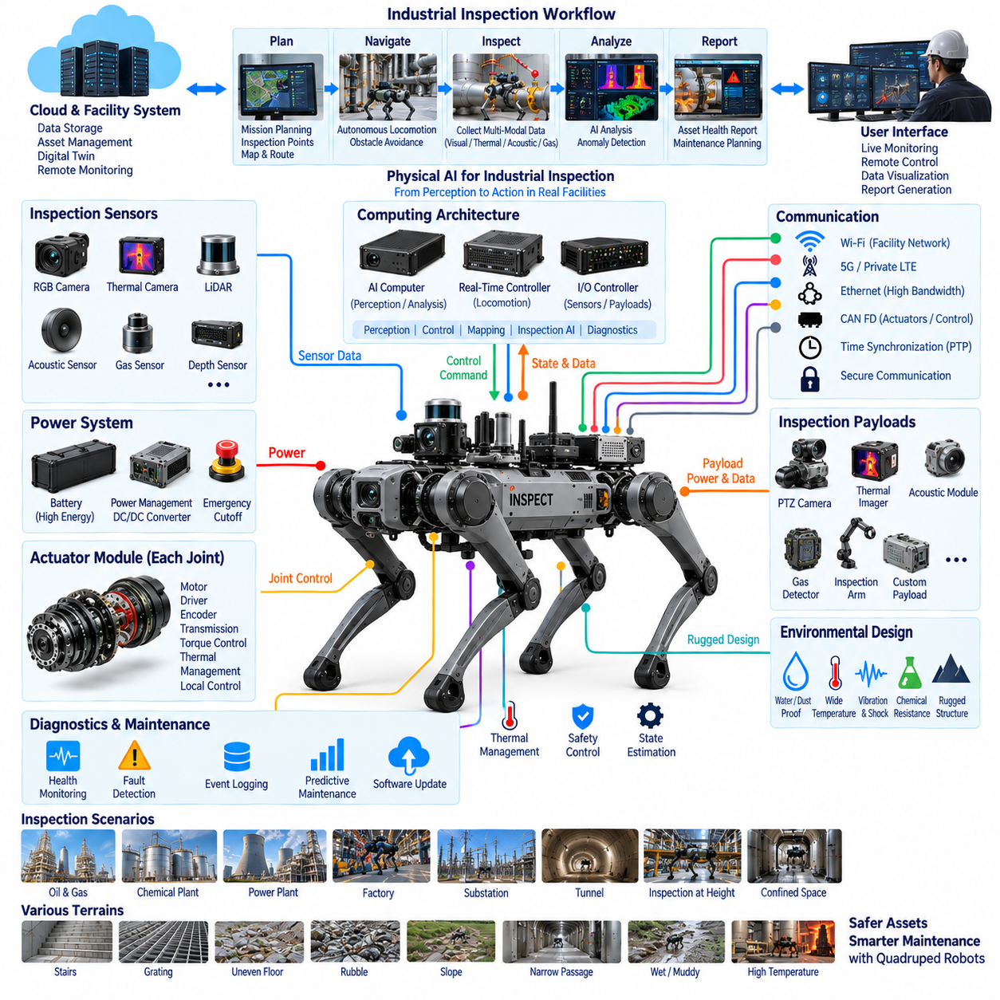 Industrial Inspection Workflow
Plan
Navigate
Inspect
Analyze
Report
Mission Planning
Inspection Points
Map & Route
Autonomous Locomotion
Obstacle Avoidance
Collect Multi-Modal Data
(Visual / Thermal / Acoustic / Gas)
AI Analysis
Anomaly Detection
Asset Health Report
Maintenance Planning
Cloud & Facility System
Data Storage
Asset Management
Digital Twin
Remote Monitoring
User Interface
Live Monitoring
Remote Control
Data Visualization
Report Generation
Physical AI for Industrial Inspection
From Perception to Action in Real Facilities
Inspection Sensors
RGB Camera
Thermal Camera
LiDAR
Acoustic Sensor
Gas Sensor
Depth Sensor
•••
Sensor Data
Computing Architecture
AI Computer
(Perception / Analysis)
Real-Time Controller
(Locomotion)
I/O Controller
(Sensors / Payloads)
Perception | Control | Mapping | Inspection AI | Diagnostics
Control
Command
State & Data
Communication
Wi-Fi (Facility Network)
5G / Private LTE
Ethernet (High Bandwidth)
CAN FD (Actuators / Control)
Time Synchronization (PTP)
Secure Communication
Power System
Battery
(High Energy)
Power Management
DC/DC Converter
Emergency
Cutoff
Power
INSPECT
Payload
Power & Data
Inspection Payloads
PTZ Camera
Thermal
Imager
Acoustic Module
Gas
Detector
Inspection
Arm
Custom
Payload
•••
Actuator Module (Each Joint)
Motor
Driver
Encoder
Transmission
Torque Control
Thermal
Management
Local Control
Joint Control
Rugged Design
Environmental Design
Water / Dust
Proof
Wide
Temperature
Vibration
& Shock
Chemical
Resistance
Rugged
Structure
Diagnostics & Maintenance
Health
Monitoring
Fault
Detection
Event Logging
Predictive
Maintenance
Software Update
Thermal
Management
Safety
Control
State
Estimation
Inspection Scenarios
Oil & Gas
Chemical Plant
Power Plant
Factory
Substation
Tunnel
Inspection at Height
Confined Space
Various Terrains
Stairs
Grating
Uneven Floor
Rubble
Slope
Narrow Passage
Wet / Muddy
High Temperature
Safer Assets
Smarter Maintenance
with Quadruped Robots